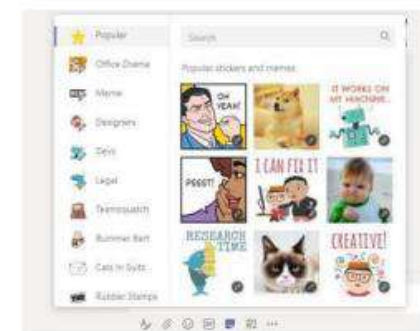 Popular
Office Drama
Meme
Designers
Devs
Legal
Teamsquatch
Bummer Bert
Cats In Suits
Rubber Stamps
Search
Popular stickers and memes
OH
YEAH!
IT WORKS ON
MY MACHINE...
PSSST!
I CAN FIX IT
RESEARCH
TIME
CREATIVE!